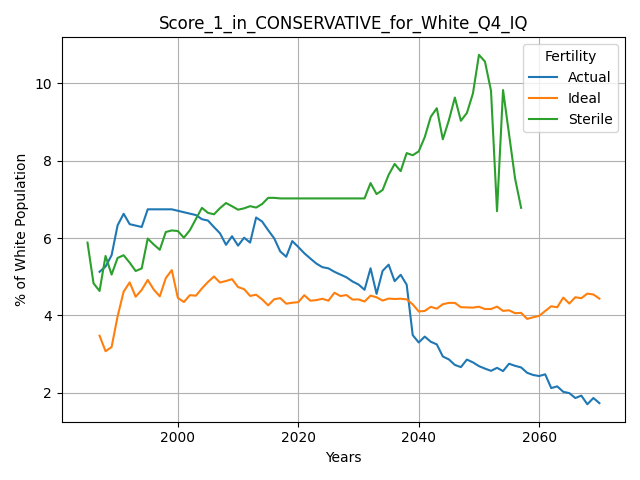 Score_1_in_CONSERVATIVE_for_White_Q4_IQ
Fertility
Actual
Ideal
Sterile
% of White Population
10
8
6
4
2
2000
2020
2040
2060
Years